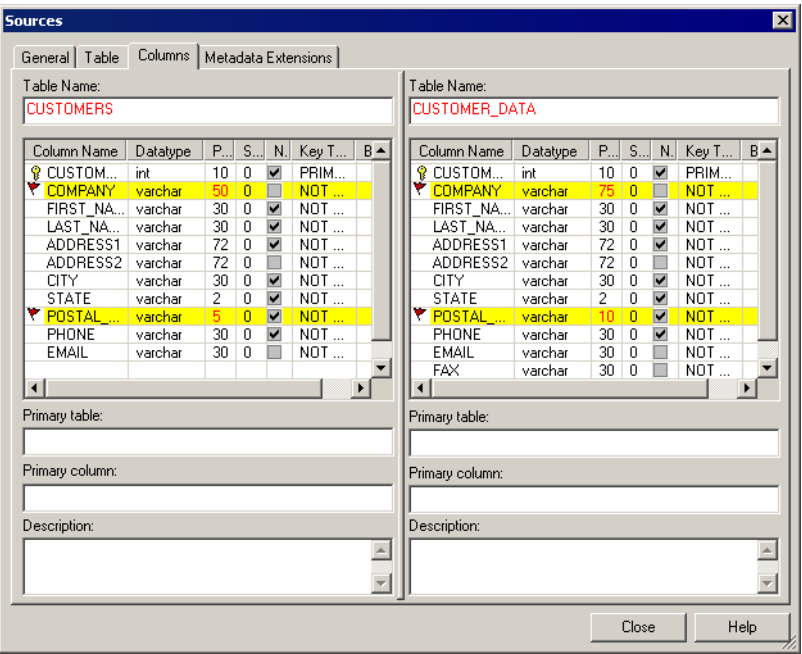 Sources
General Table Columns Metadata Extensions
Table Name:
CUSTOMERS
Column Name Datatype P... S... N. Key T... B
CUSTOM... int 10 0 PRIM...
COMPANY varchar 50 0 NOT ...
FIRST_NA... varchar 30 0 NOT ...
LAST_NA... varchar 30 0 NOT ...
ADDRESS1 varchar 72 0 NOT ...
ADDRESS2 varchar 72 0 NOT ...
CITY varchar 30 0 NOT ...
STATE varchar 2 0 NOT ...
POSTAL_... varchar 5 0 NOT ...
PHONE varchar 30 0 NOT ...
EMAIL varchar 30 0 NOT ...
Primary table:
Primary column:
Description:
Table Name:
CUSTOMER_DATA
Column Name Datatype P... S... N. Key T... B
CUSTOM... int 10 0 PRIM...
COMPANY varchar 75 0 NOT ...
FIRST_NA... varchar 30 0 NOT ...
LAST_NA... varchar 30 0 NOT ...
ADDRESS1 varchar 72 0 NOT ...
ADDRESS2 varchar 72 0 NOT ...
CITY varchar 30 0 NOT ...
STATE varchar 2 0 NOT ...
POSTAL_... varchar 10 0 NOT ...
PHONE varchar 30 0 NOT ...
EMAIL varchar 30 0 NOT ...
FAX varchar 30 0 NOT ...
Primary table:
Primary column:
Description:
Close Help